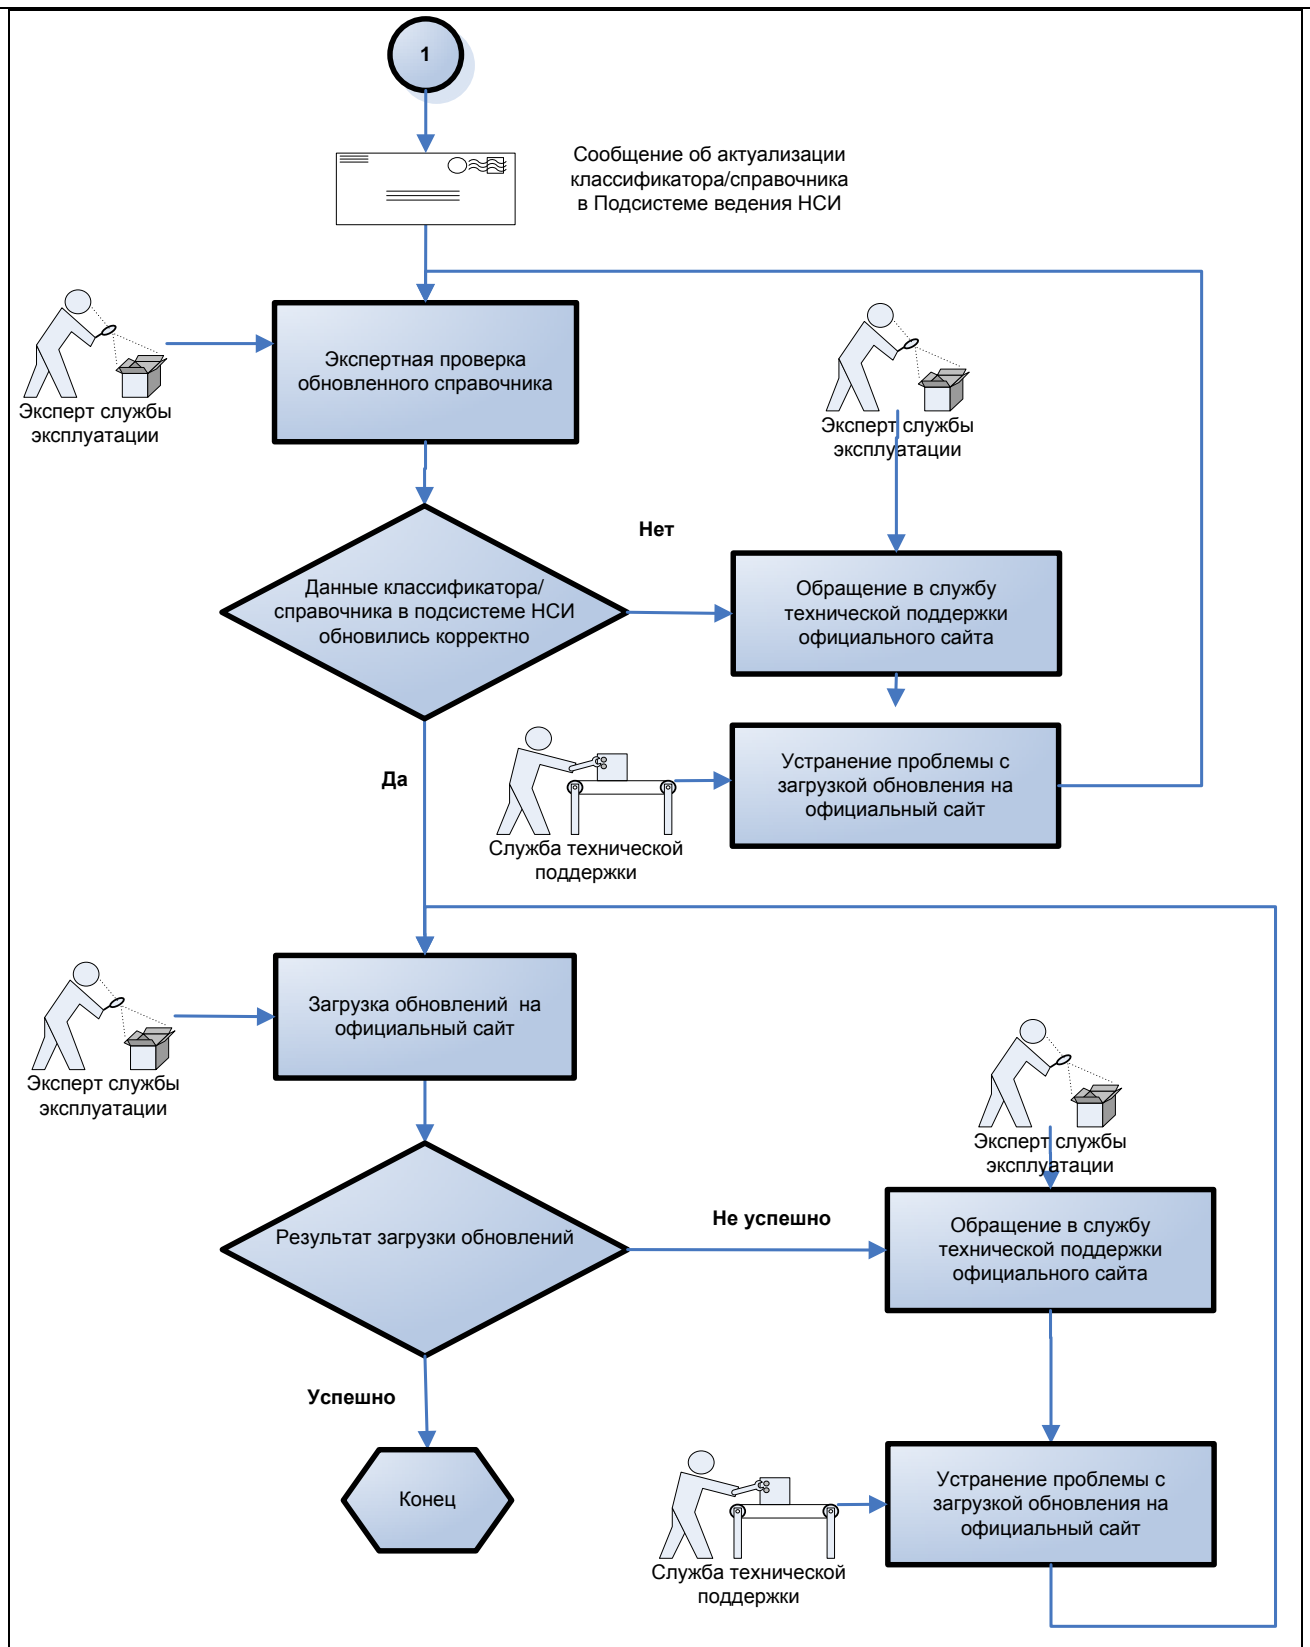 1
Сообщение об актуализации
классификатора/справочника
в Подсистеме ведения НСИ
Экспертная проверка
обновленного справочника
Эксперт службы
эксплуатации
Эксперт службы
эксплуатации
Нет
Данные классификатора/
справочника в подсистеме НСИ
обновились корректно
Обращение в службу
технической поддержки
официального сайта
Да
Устранение проблемы с
загрузкой обновления на
официальный сайт
Служба технической
поддержки
Загрузка обновлений на
официальный сайт
Эксперт службы
эксплуатации
Эксперт службы
эксплуатации
Результат загрузки обновлений
Не успешно
Обращение в службу
технической поддержки
официального сайта
Успешно
Конец
Устранение проблемы с
загрузкой обновления на
официальный сайт
Служба технической
поддержки